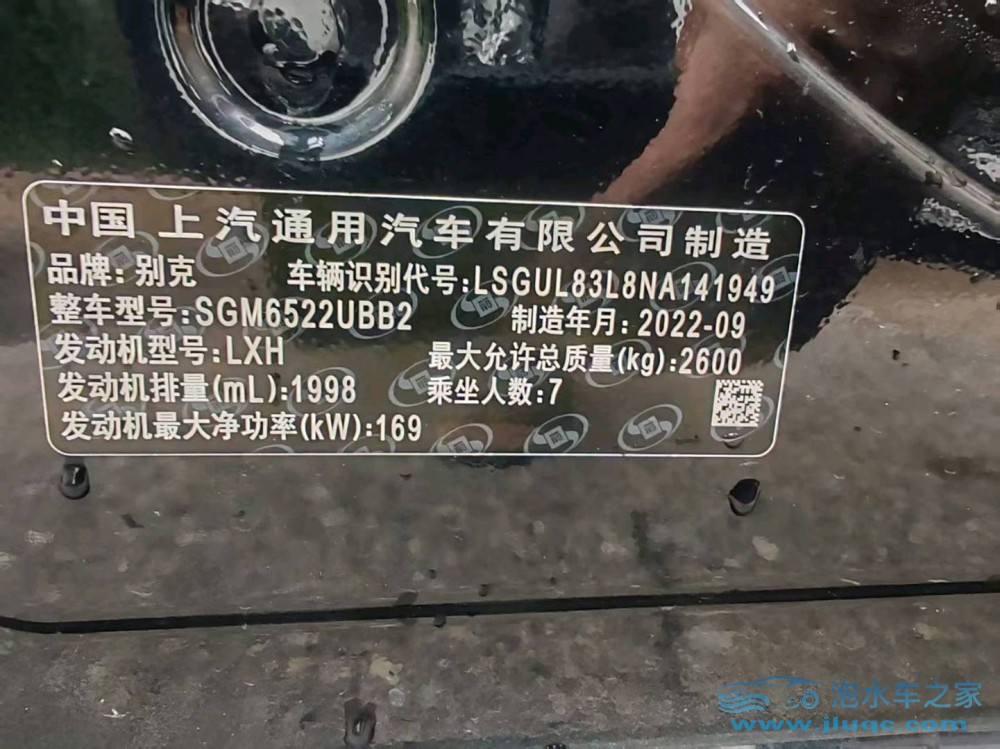 中国 上汽通用汽车有限公司制造
品牌:别克 车辆识别代号:LSGUL83L8NA141949
整车型号:SGM6522UBB2 制造年月:2022-09
发动机型号:LXH 最大允许总质量(kg):2600
发动机排量(mL):1998 乘坐人数:7
发动机最大净功率(kW):169
泡水车之家
www.jluqc.com